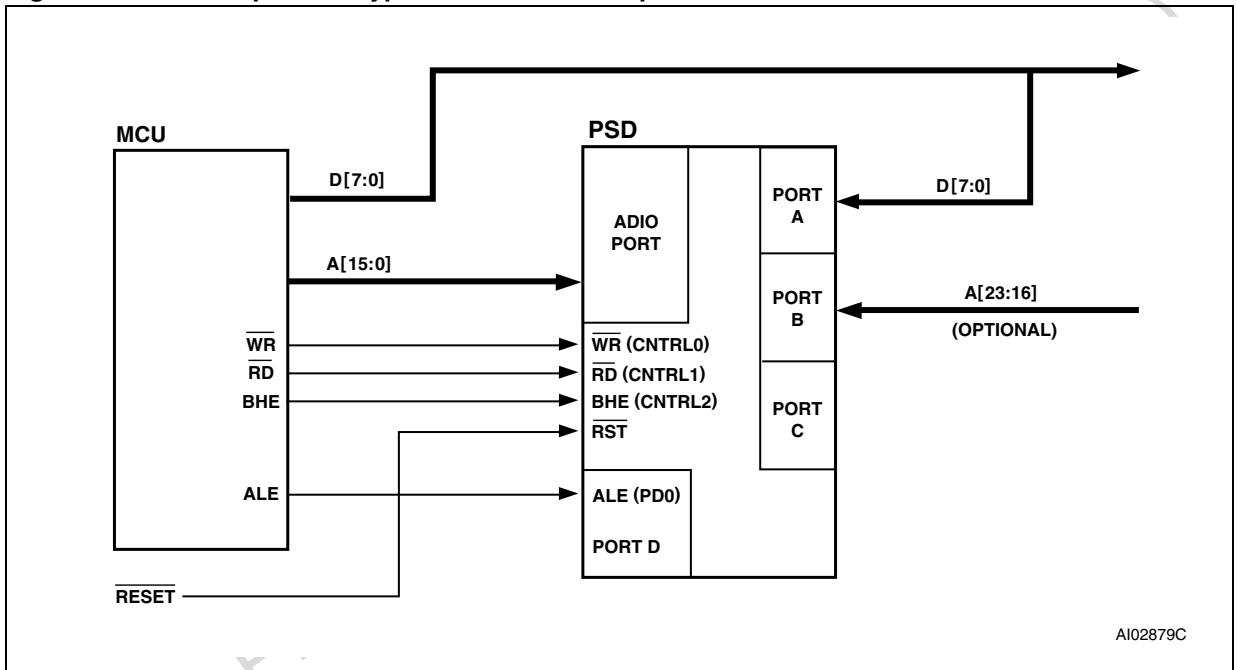 MCU
PSD
D[7:0]
D[7:0]
PORT
A
ADIO
PORT
A[15:0]
PORT
B
A[23:16]
(OPTIONAL)
WR
WR (CNTRL0)
RD
RD (CNTRL1)
BHE
BHE (CNTRL2)
PORT
C
RST
ALE
ALE (PD0)
PORT D
RESET
AI02879C